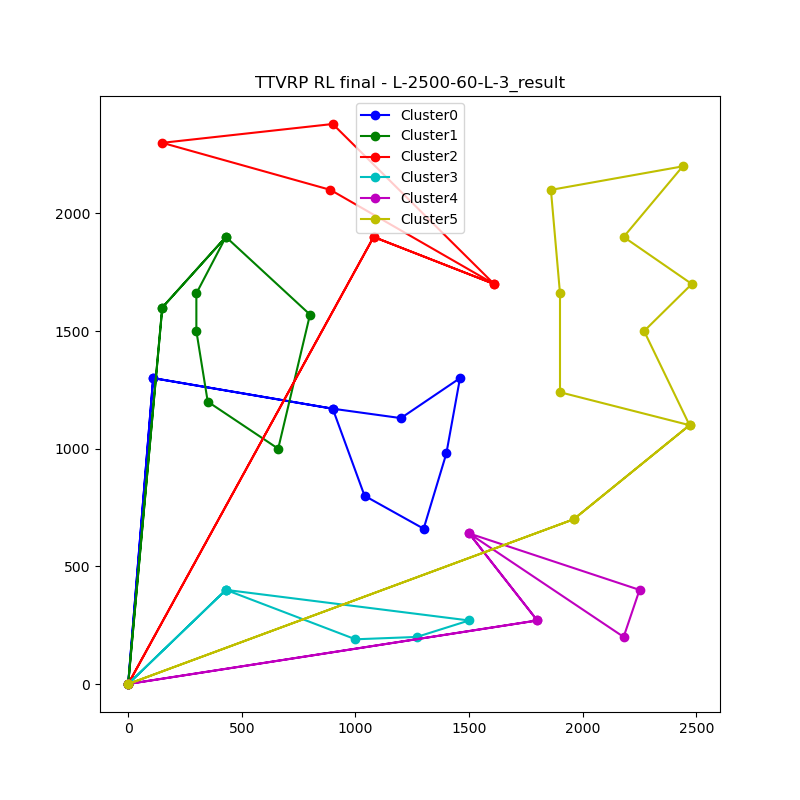 TTVRP RL final - L-2500-60-L-3_result
Cluster0
Cluster1
Cluster2
Cluster3
Cluster4
Cluster5
2000
1500
1000
500
0
0 500 1000 1500 2000 2500